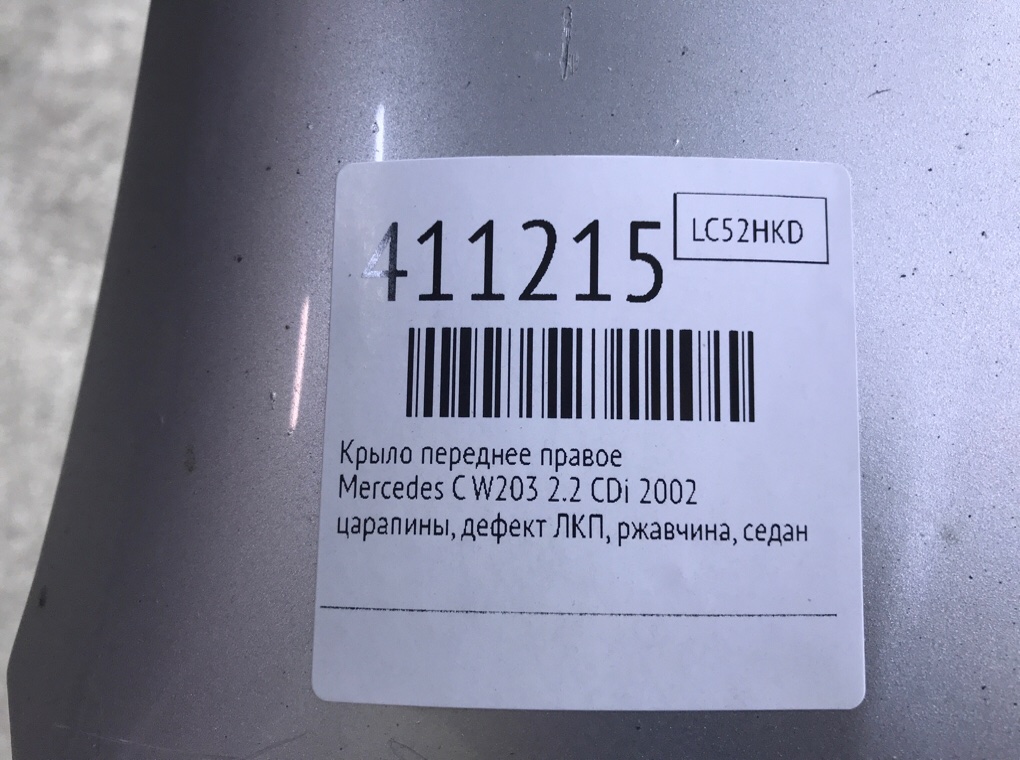 411215
LC52HKD
Крыло переднее правое
Mercedes C W203 2.2 CDi 2002
царапины, дефект ЛКП, ржавчина, седан